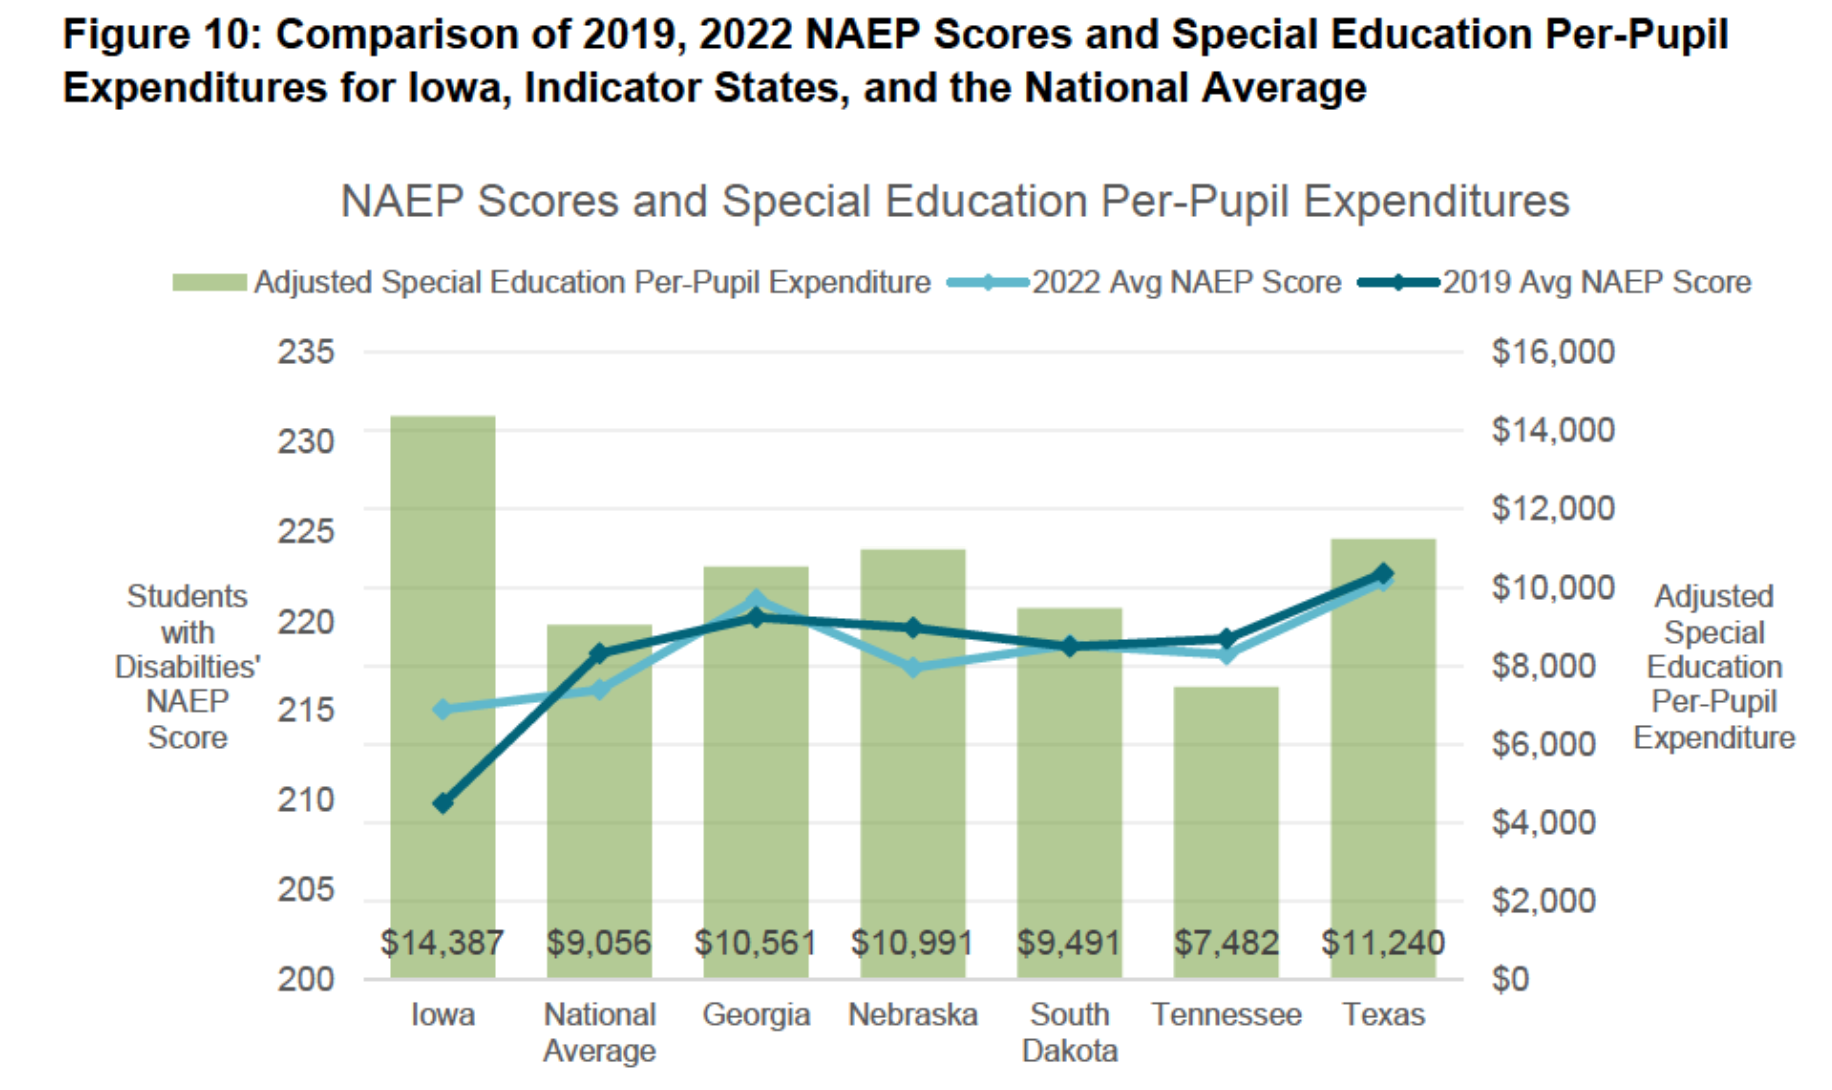 Figure 10: Comparison of 2019, 2022 NAEP Scores and Special Education Per-Pupil
Expenditures for Iowa, Indicator States, and the National Average
NAEP Scores and Special Education Per-Pupil Expenditures
Adjusted Special Education Per-Pupil Expenditure
2022 Avg NAEP Score
2019 Avg NAEP Score
235
230
225
220
215
210
205
200
Students
with
Disabilties'
NAEP
Score
$16,000
$14,000
$12,000
$10,000
$8,000
$6,000
$4,000
$2,000
$0
Adjusted
Special
Education
Per-Pupil
Expenditure
$14,387
$9,056
$10,561
$10,991
$9,491
$7,482
$11,240
Iowa
National
Average
Georgia
Nebraska
South
Dakota
Tennessee
Texas